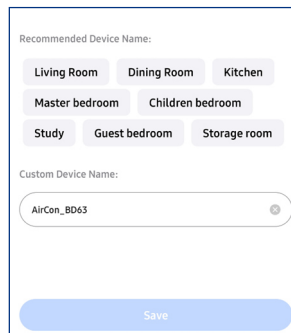 Recommended Device Name:
Living Room Dining Room Kitchen
Master bedroom Children bedroom
Study Guest bedroom Storage room
Custom Device Name:
AirCon_BD63
Save